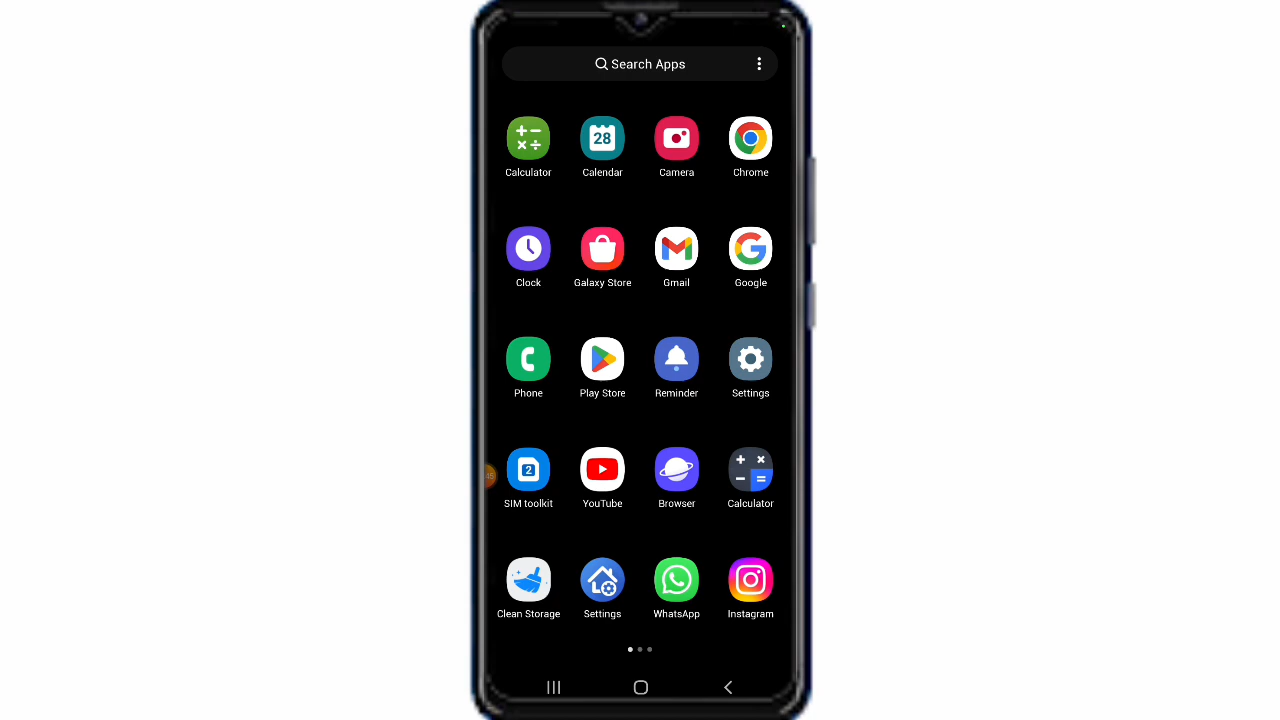 Search Apps
28
Calculator Calendar Camera Chrome
Clock Galaxy Store Gmail Google
Phone Play Store Reminder Settings
2
SIM toolkit YouTube Browser Calculator
Clean Storage Settings WhatsApp Instagram